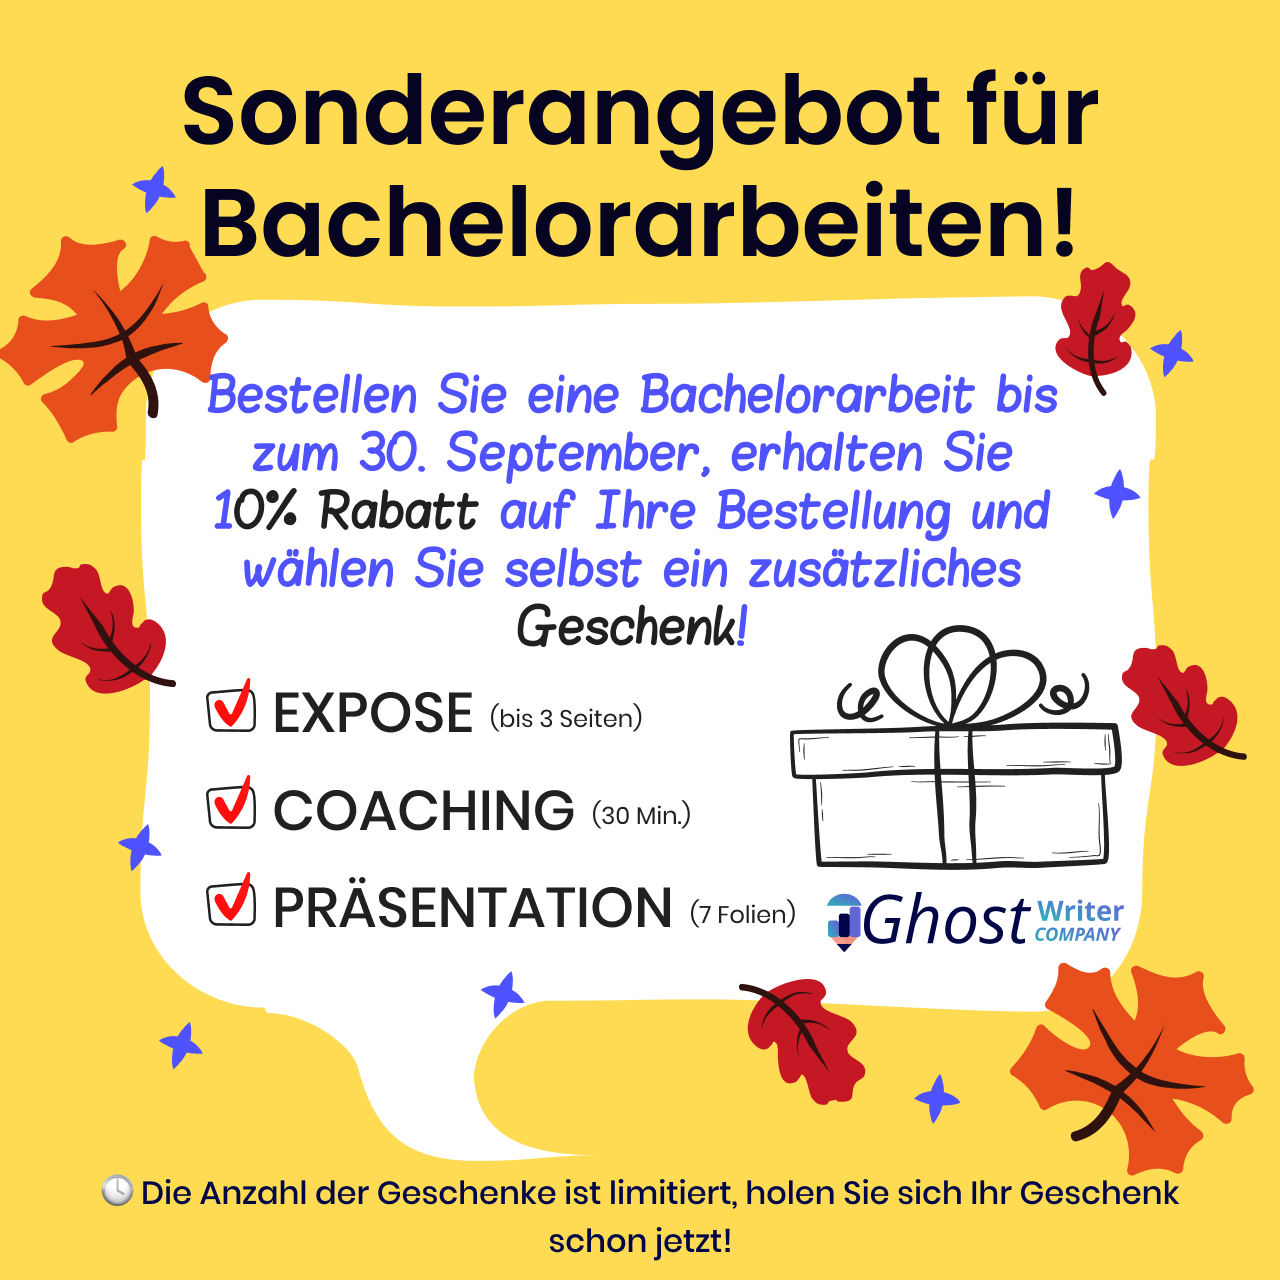 Sonderangebot für
Bachelorarbeiten!
Bestellen Sie eine Bachelorarbeit bis
zum 30. September, erhalten Sie
10% Rabatt auf Ihre Bestellung und
wählen Sie selbst ein zusätzliches
Geschenk!
EXPOSE (bis 3 Seiten)
COACHING (30 Min.)
PRÄSENTATION (7 Folien)
Ghost Writer
COMPANY
🕓 Die Anzahl der Geschenke ist limitiert, holen Sie sich Ihr Geschenk
schon jetzt!